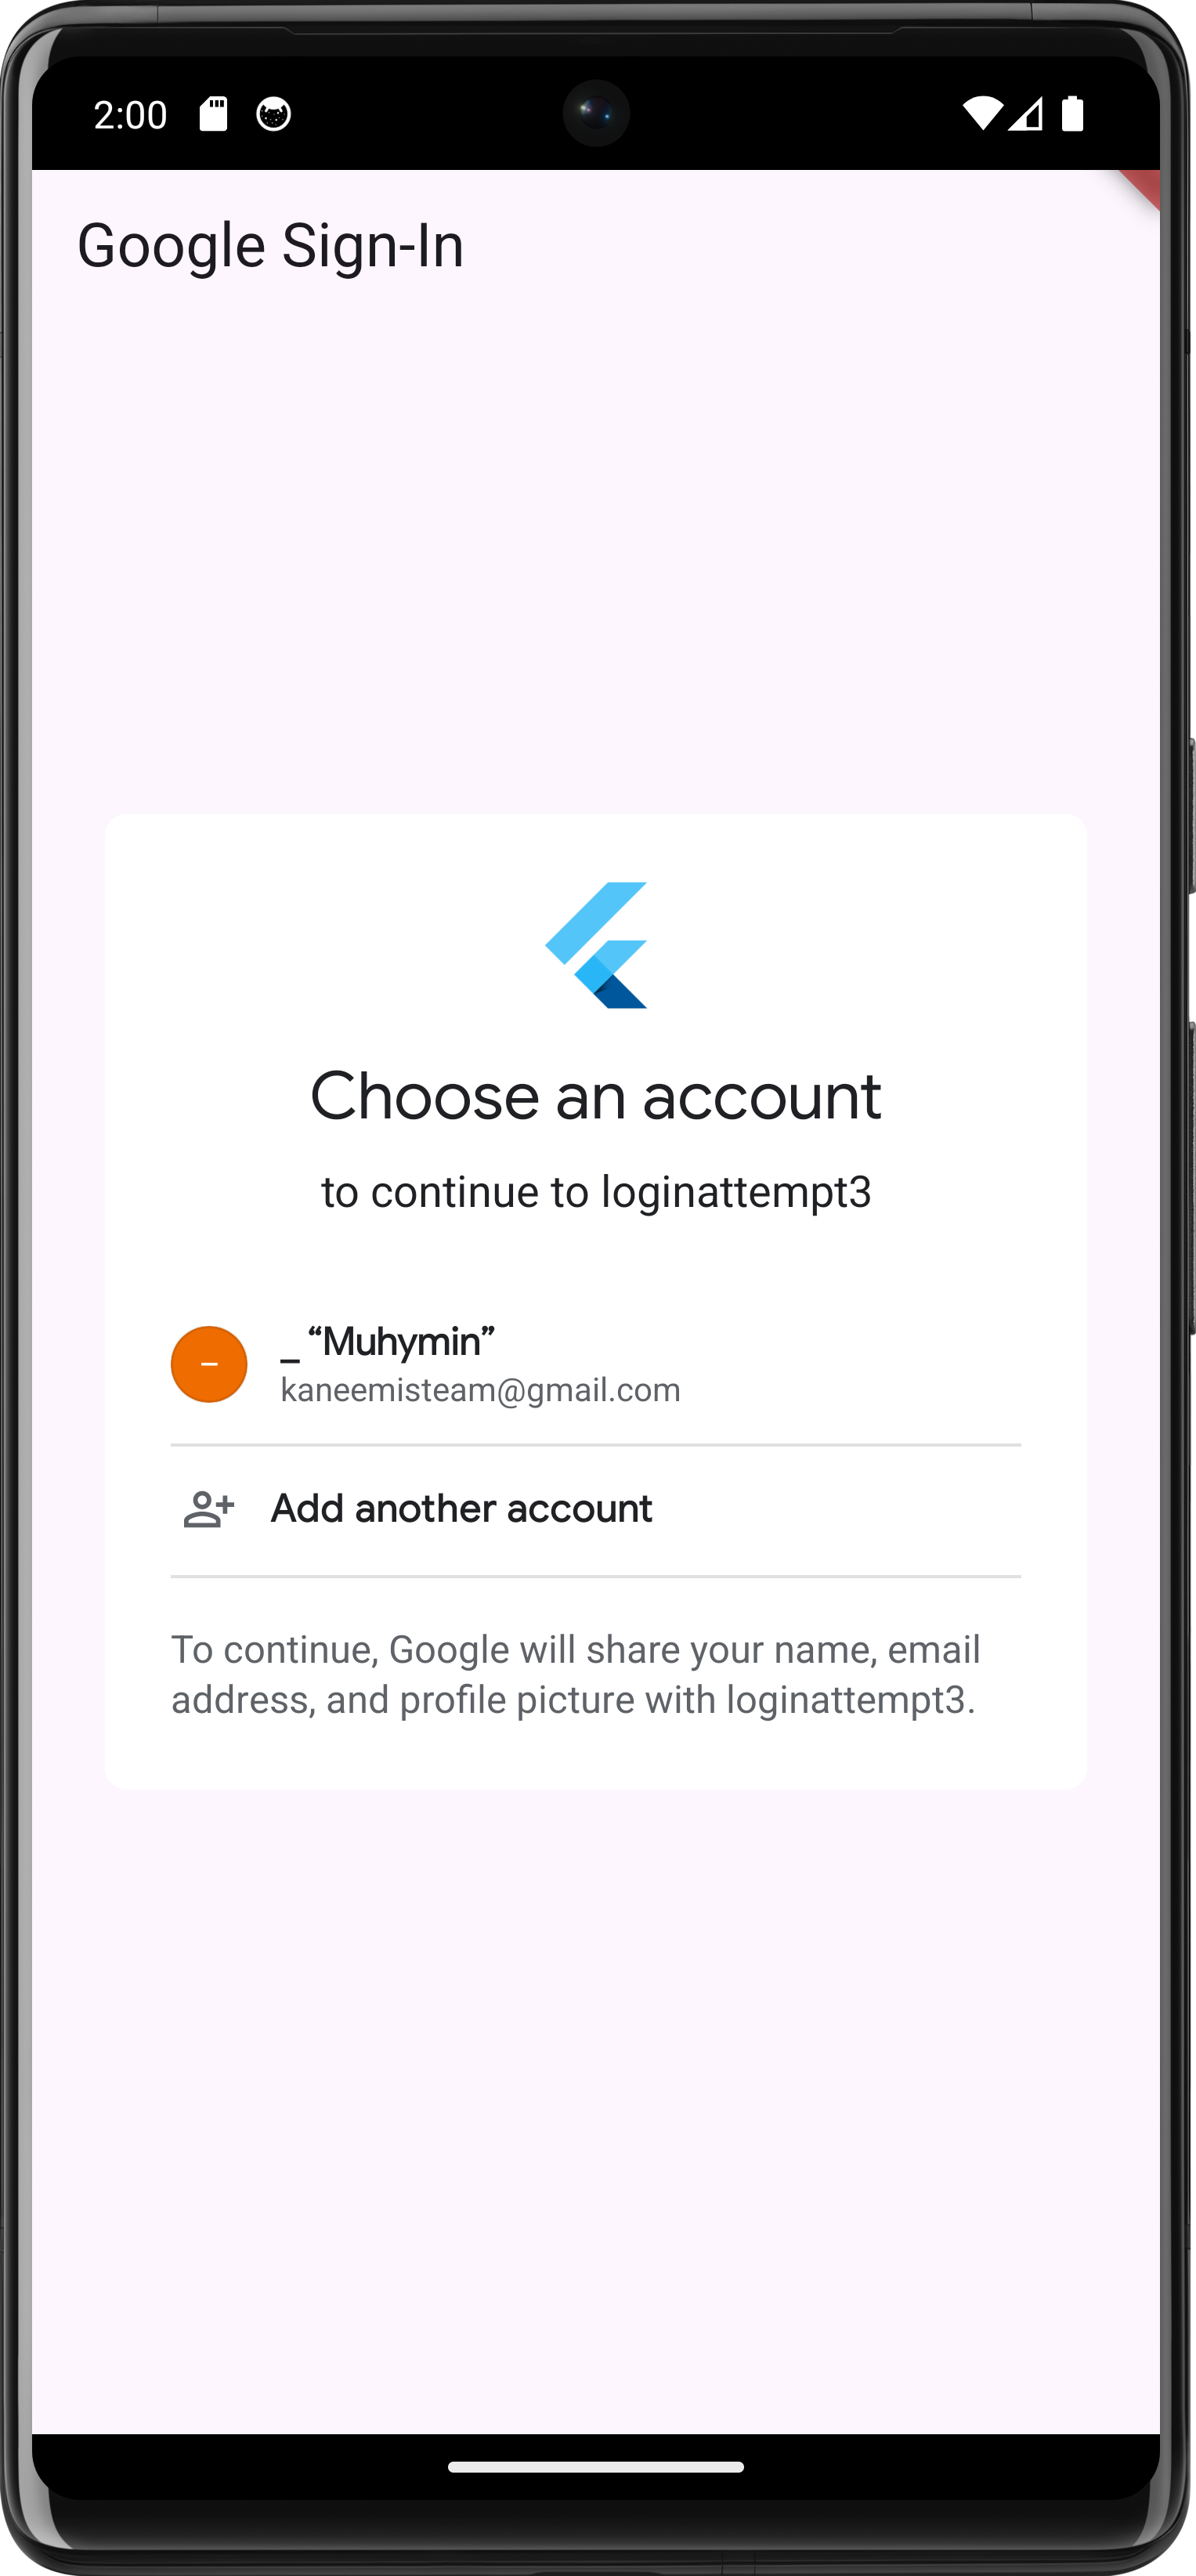 2:00
Google Sign-In
Choose an account
to continue to loginattempt3
_ “Muhymin”
kaneemisteam@gmail.com
Add another account
To continue, Google will share your name, email
address, and profile picture with loginattempt3.